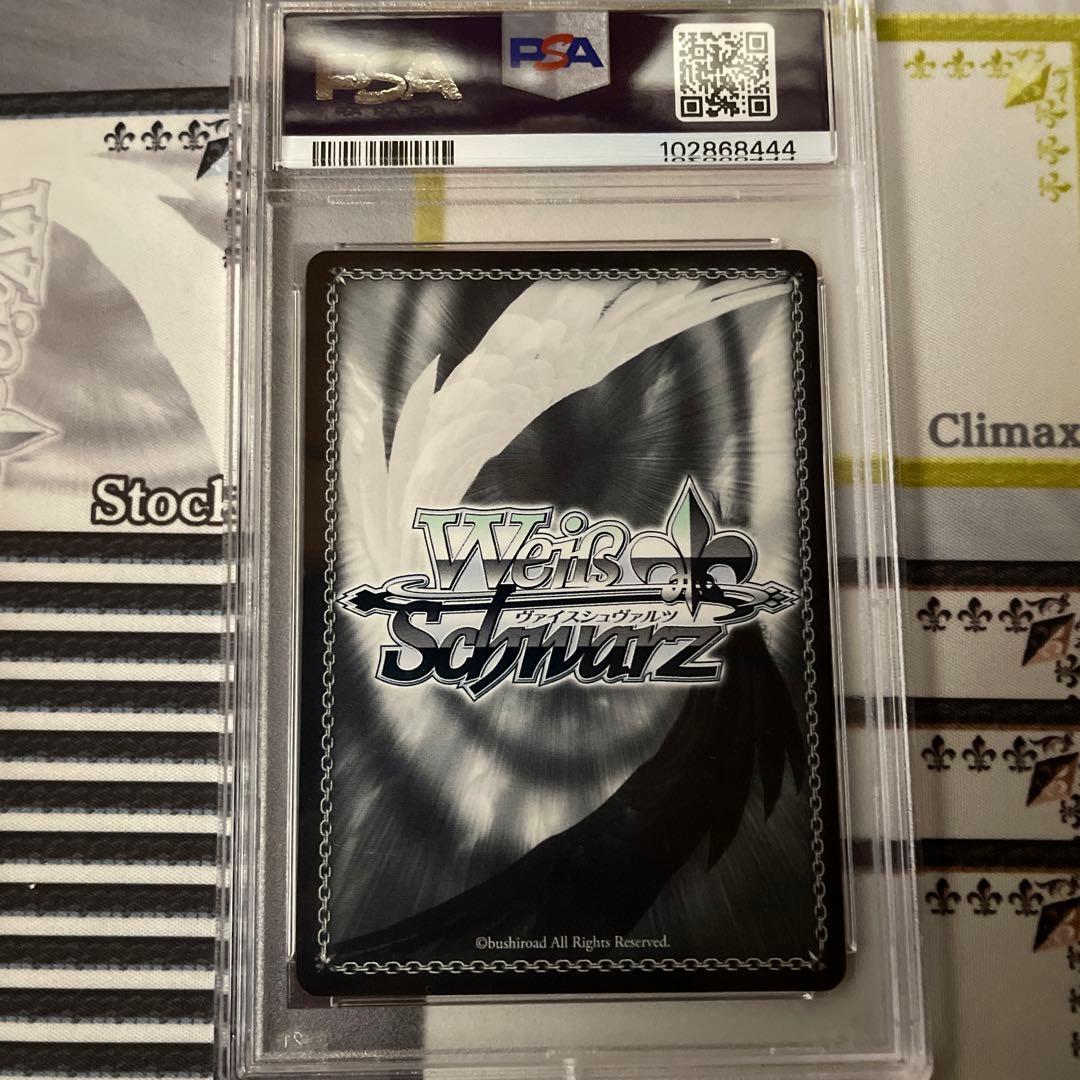 PSA
PSA
102868444
Stock
Climax
Weiß
ヴァイスシュヴァルツ
Schwarz
©bushiroad All Rights Reserved.